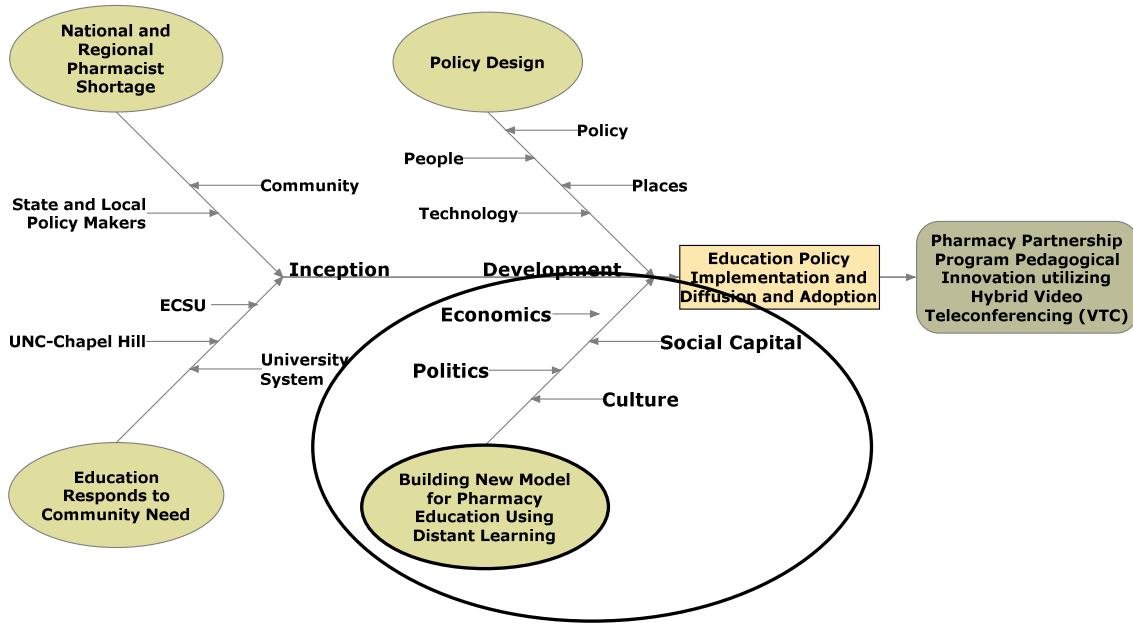 National and
Regional
Pharmacist
Shortage
Policy Design
Policy
People
Community
Places
State and Local
Policy Makers
Technology
Inception
Development
Education Policy
Implementation and
Diffusion and Adoption
Pharmacy Partnership
Program Pedagogical
Innovation utilizing
Hybrid Video
Teleconferencing (VTC)
ECSU
Economics
UNC-Chapel Hill
Social Capital
University
System
Politics
Culture
Education
Responds to
Community Need
Building New Model
for Pharmacy
Education Using
Distant Learning